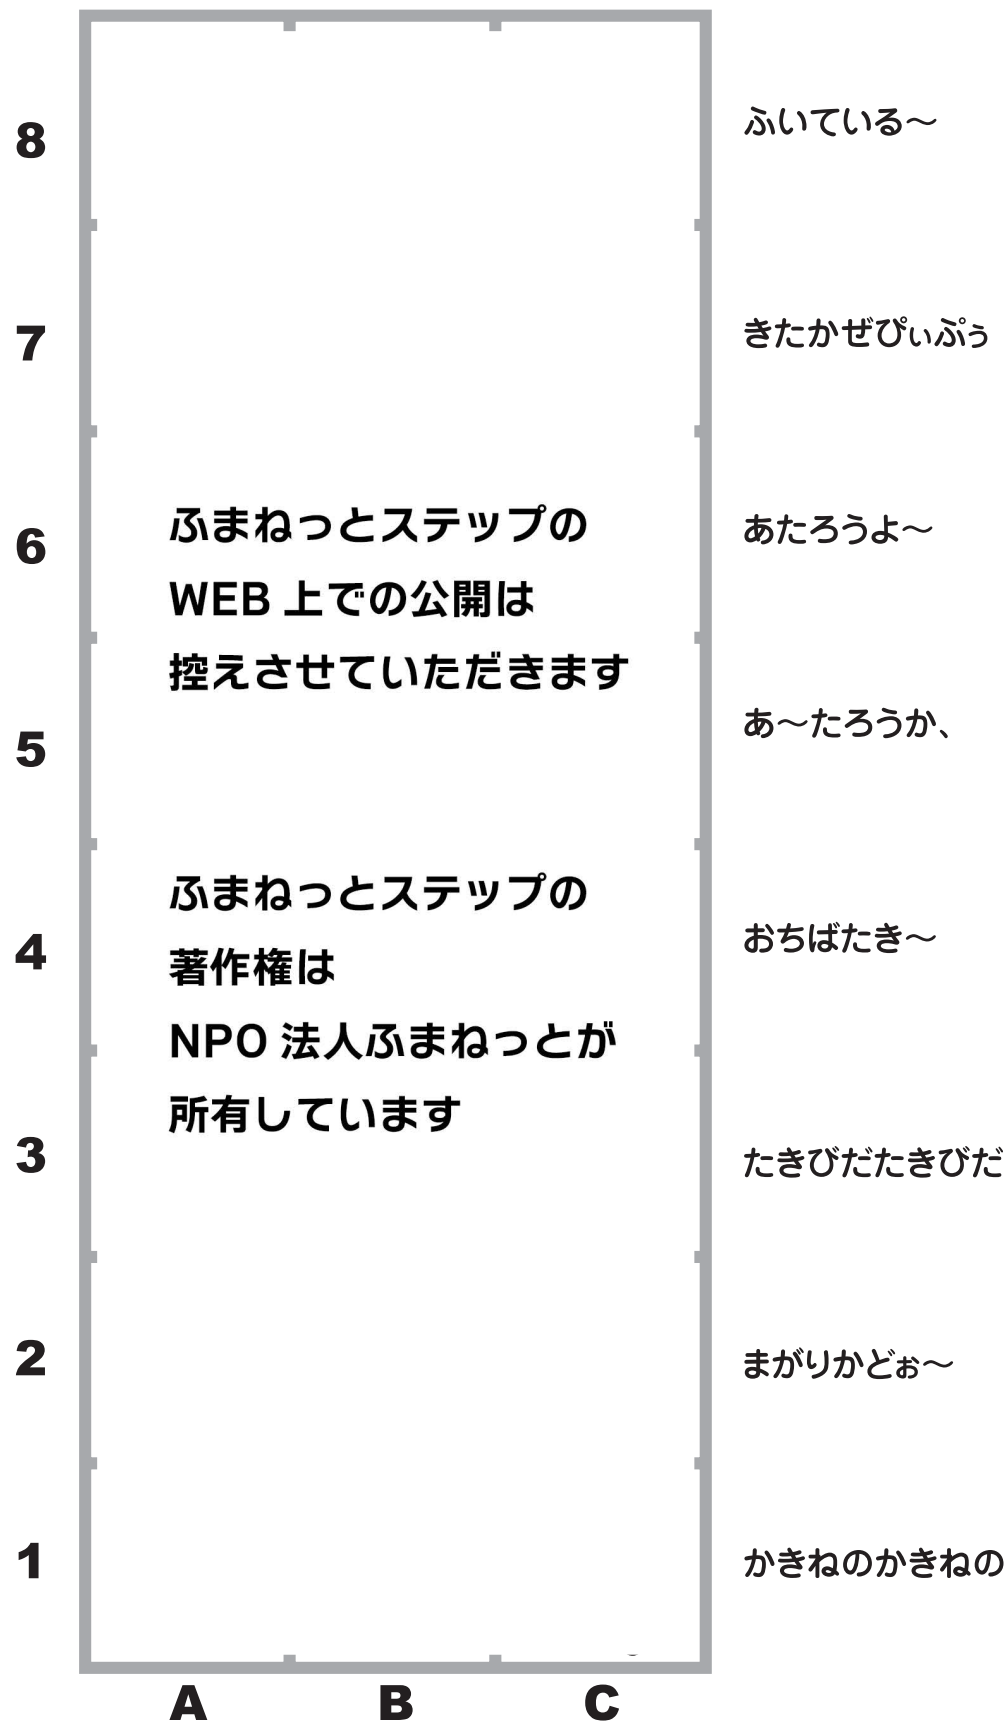 8 ふいている～
7 きたかぜぴぃぷぅ
ふまねっとステップの
6 あたろうよ～
WEB 上での公開は
控えさせていただきます
5 あ～たろうか、
ふまねっとステップの
4 おちばたき～
著作権は
NPO 法人ふまねっとが
所有しています
3 たきびだたきびだ
2 まがりかどぉ～
1 かきねのかきねの
A B C